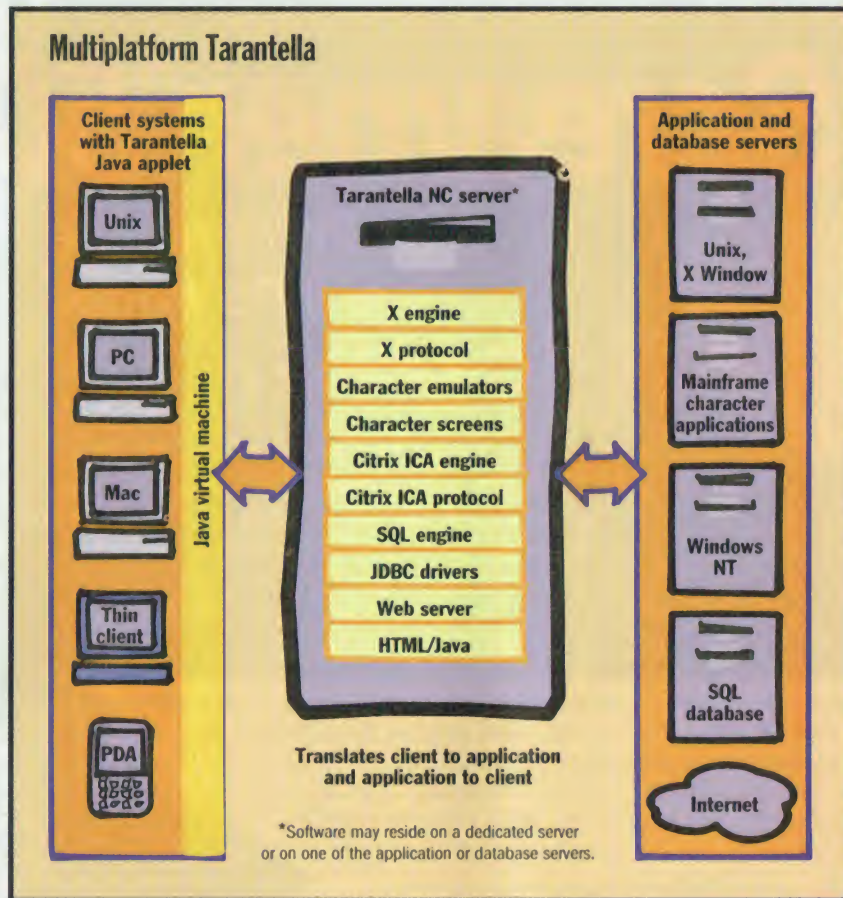 Multiplatform Tarantella
Client systems
with Tarantella
Java applet
Unix
PC
Mac
Thin
client
PDA
Java virtual machine
Tarantella NC server*
X engine
X protocol
Character emulators
Character screens
Citrix ICA engine
Citrix ICA protocol
SQL engine
JDBC drivers
Web server
HTML/Java
Translates client to application
and application to client
*Software may reside on a dedicated server
or on one of the application or database servers.
Application and
database servers
Unix,
X Window
Mainframe
character
applications
Windows
NT
SQL
database
Internet